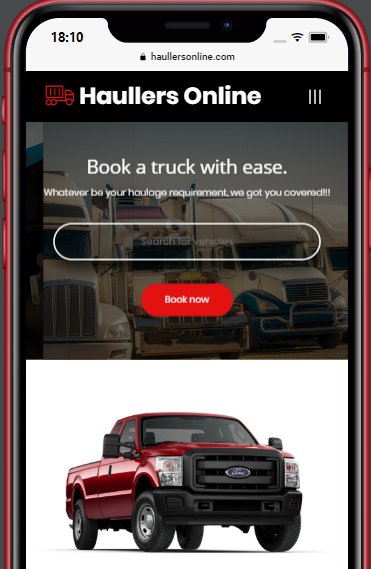 18:10
haullersonline.com
Haullers Online
Book a truck with ease.
Whatever be your haulage requirement, we got you covered!!!
Search for vehicles
Book now
Ford